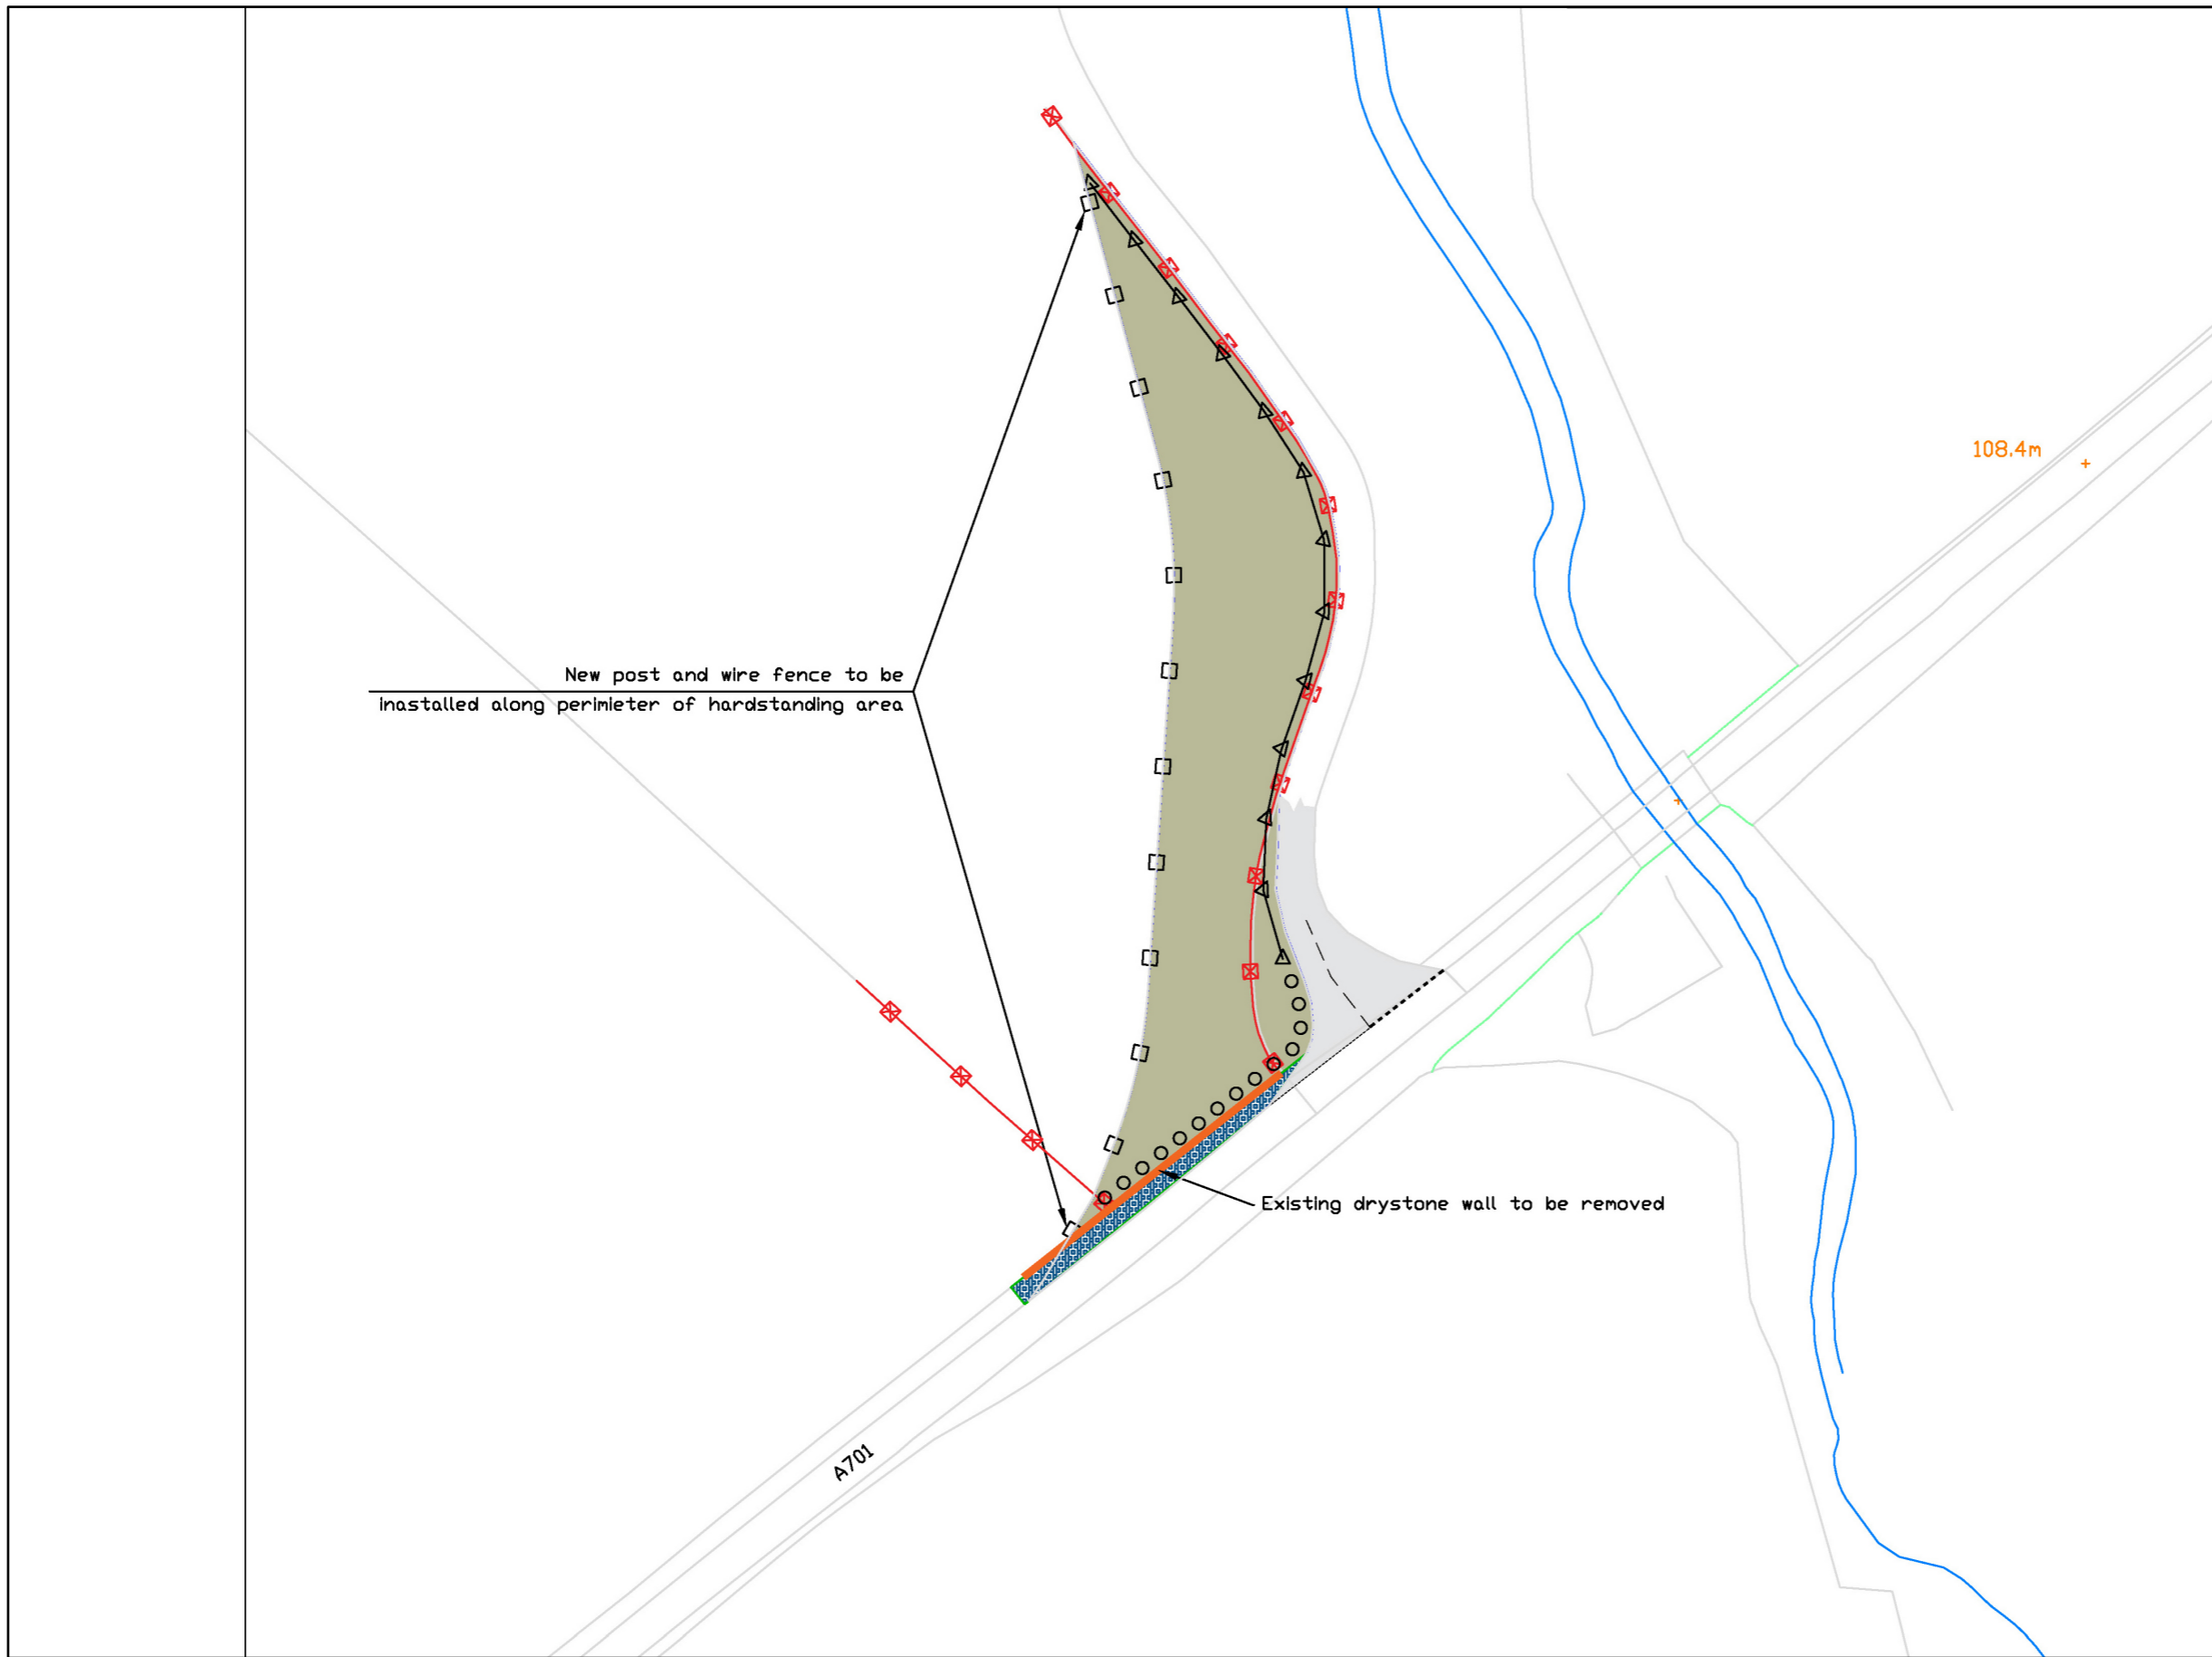 108.4m
New post and wire fence to be
inastalled along perimieter of hardstanding area
Existing drystone wall to be removed
A701